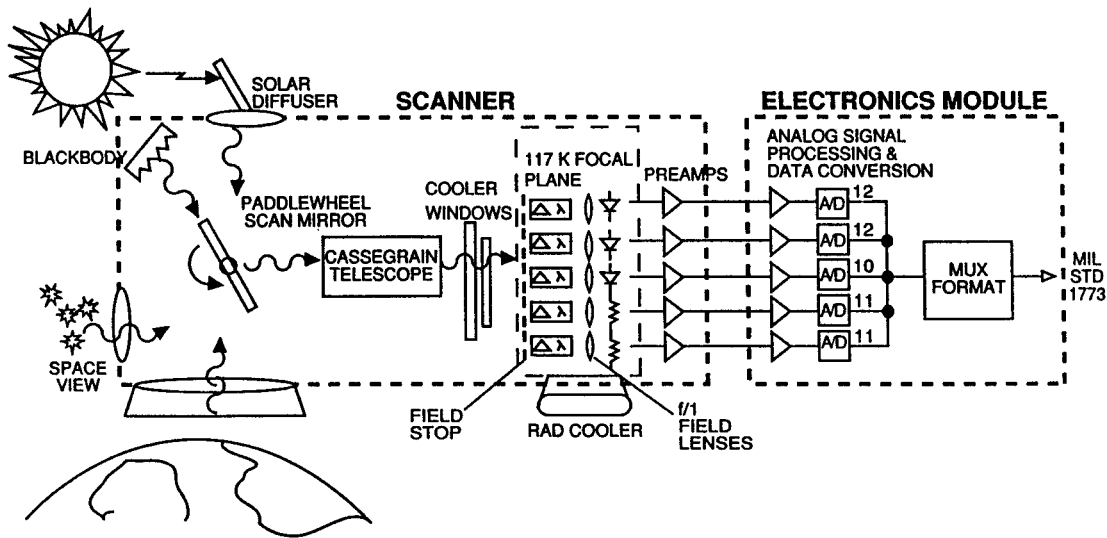 SOLAR
DIFFUSER
SCANNER
ELECTRONICS MODULE
BLACKBODY
PADDLEWHEEL
SCAN MIRROR
COOLER
WINDOWS
117 K FOCAL
PLANE
PREAMPS
ANALOG SIGNAL
PROCESSING &
DATA CONVERSION
CASSEGRAIN
TELESCOPE
Δ λ
Δ λ
Δ λ
Δ λ
Δ λ
A/D 12
A/D 12
A/D 10
A/D 11
A/D 11
MUX
FORMAT
MIL
STD
1773
SPACE
VIEW
FIELD
STOP
RAD COOLER
f/1
FIELD
LENSES